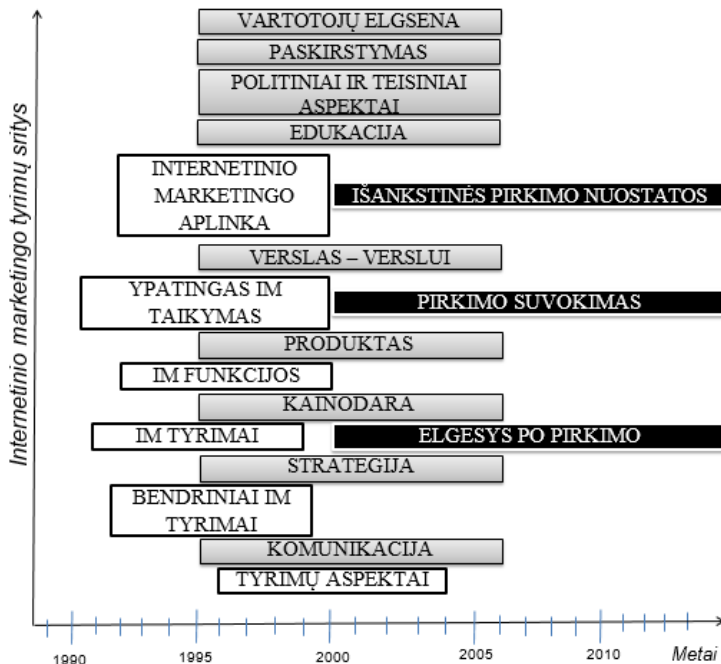 Internetinio marketingo tyrimų sritys
VARTOTOJŲ ELGSENA
PASKIRSTYMAS
POLITINIAI IR TEISINIAI
ASPEKTAI
EDUKACIJA
INTERNETINIO
MARKETINGO
APLINKA
IŠANKSTINĖS PIRKIMO NUOSTATOS
VERSLAS – VERSLUI
YPATINGAS IM
TAIKYMAS
PIRKIMO SUVOKIMAS
PRODUKTAS
IM FUNKCIJOS
KAINODARA
IM TYRIMAI
ELGESYS PO PIRKIMO
STRATEGIJA
BENDRINIAI IM
TYRIMAI
KOMUNIKACIJA
TYRIMŲ ASPEKTAI
1990 1995 2000 2005 2010 Metai